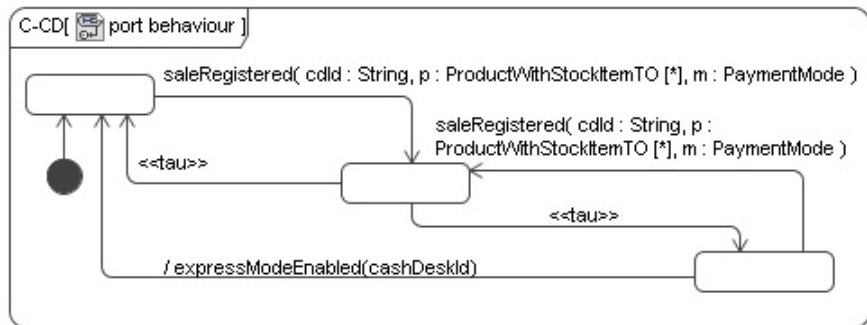 C-CD[ port behaviour ]
saleRegistered( cdId : String, p : ProductWithStockItemTO [*], m : PaymentMode )
saleRegistered( cdId : String, p :
ProductWithStockItemTO [*], m : PaymentMode )
<<tau>>
<<tau>>
/ expressModeEnabled(cashDeskId)